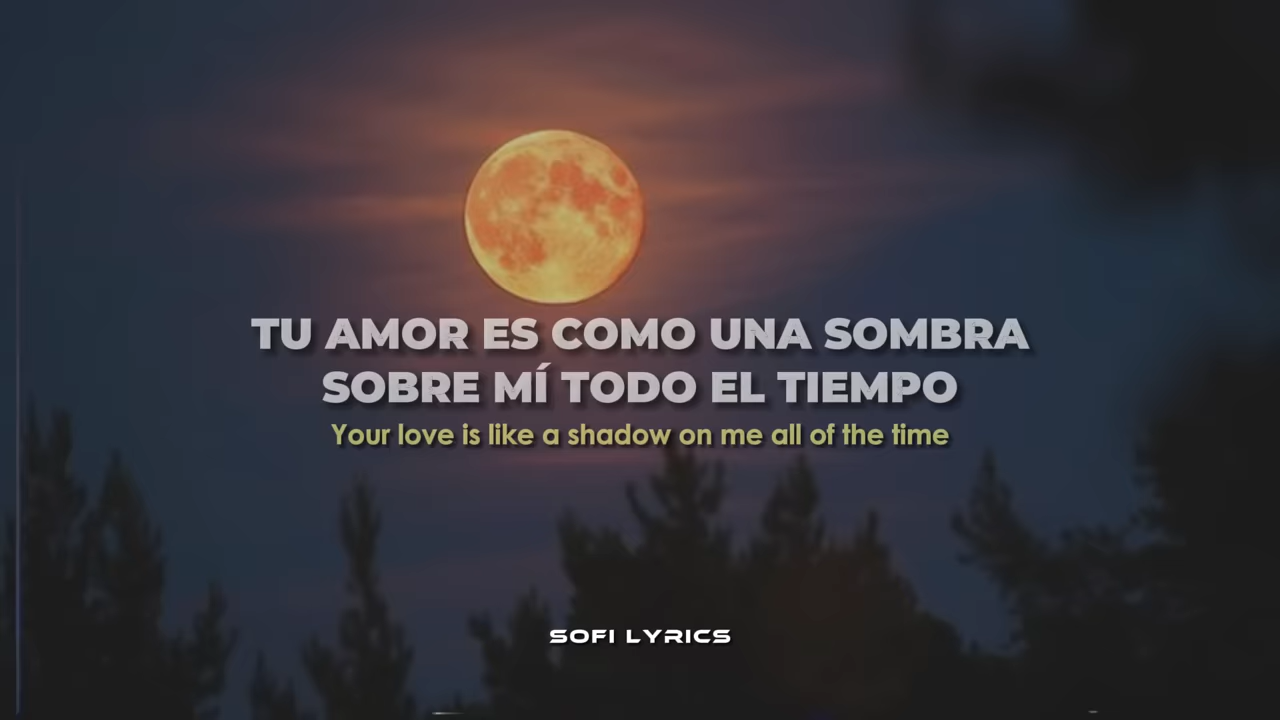 TU AMOR ES COMO UNA SOMBRA
SOBRE MÍ TODO EL TIEMPO
Your love is like a shadow on me all of the time
SOFI LYRICS